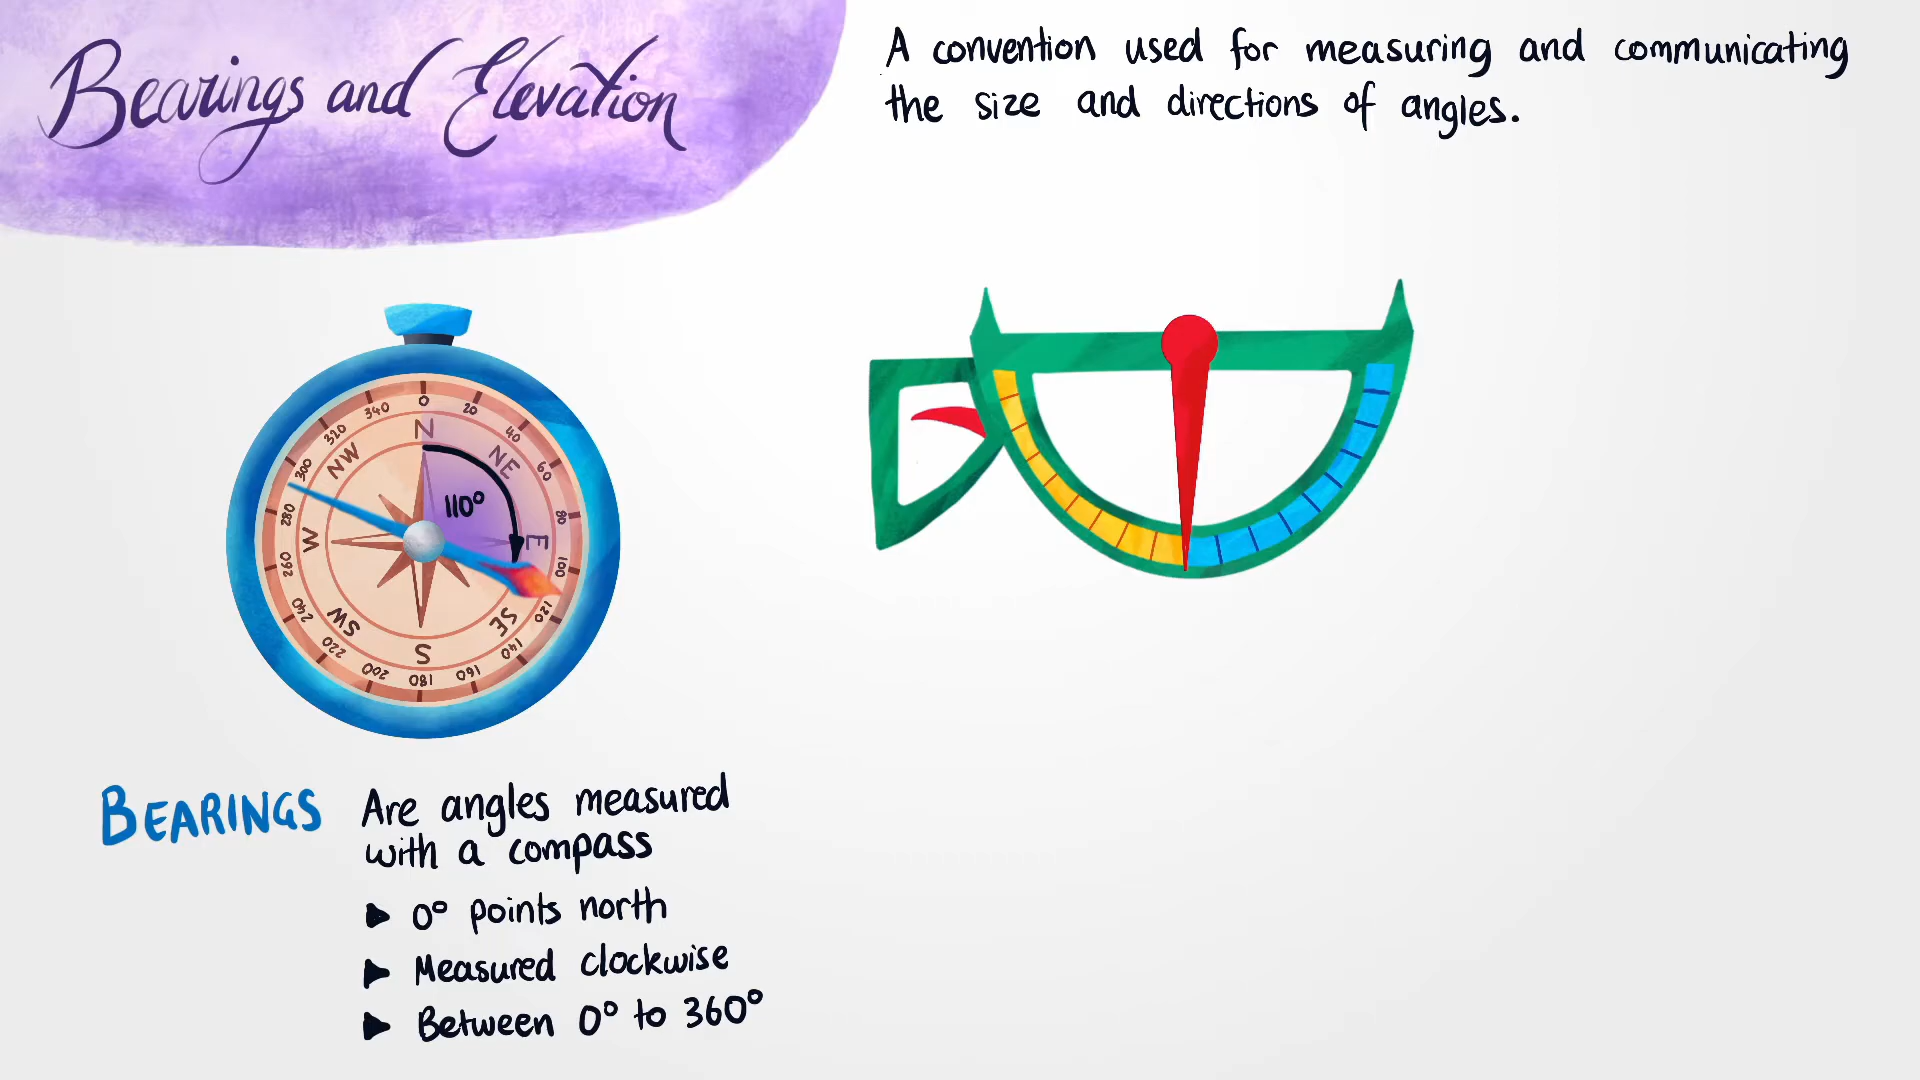 Bearings and Elevation
A convention used for measuring and communicating
the size and directions of angles.
0
20
40
60
80
100
120
140
160
180
200
220
240
260
280
300
320
340
N
NE
E
SE
S
SW
W
NW
110°
BEARINGS
Are angles measured
with a compass
▶ 0° points north
▶ Measured clockwise
▶ Between 0° to 360°